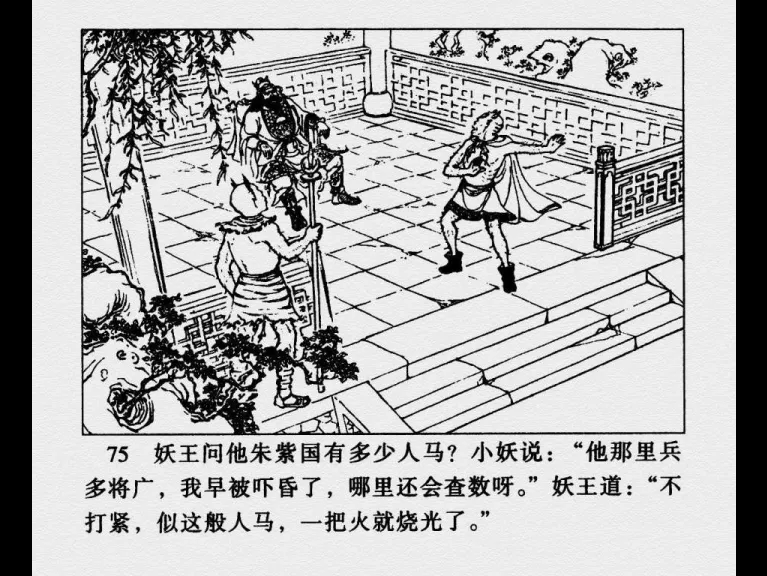 75 妖王问他朱紫国有多少人马？小妖说：“他那里兵
多将广，我早被吓昏了，哪里还会查数呀。”妖王道：“不
打紧，似这般人马，一把火就烧光了。”